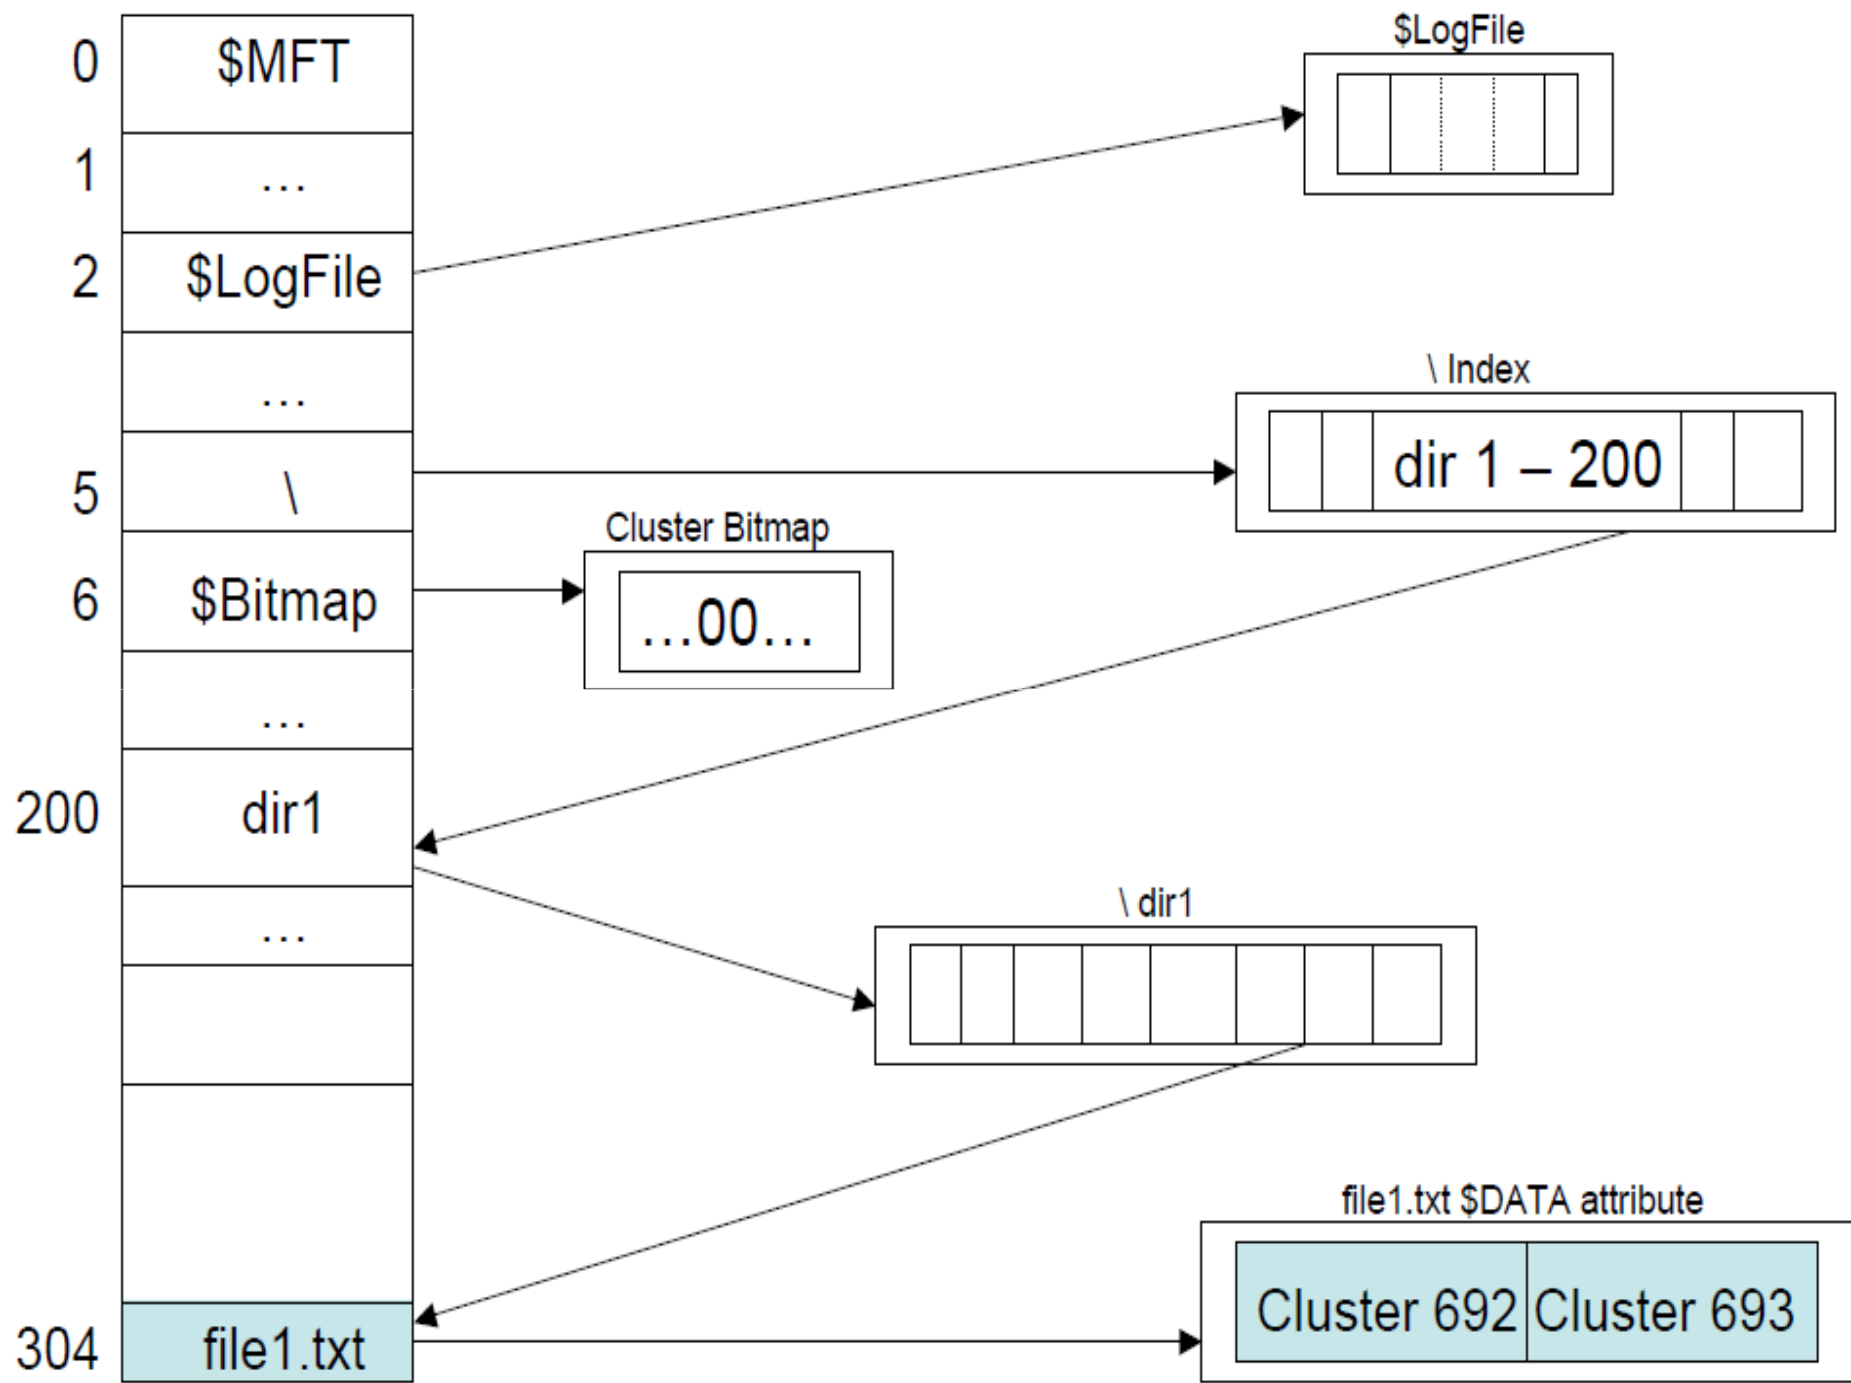 $LogFile
0 $MFT
1 ...
2 $LogFile
...
\ Index
dir 1 – 200
5 \
Cluster Bitmap
6 $Bitmap
...00...
...
200 dir1
\ dir1
...
file1.txt $DATA attribute
Cluster 692 Cluster 693
304 file1.txt